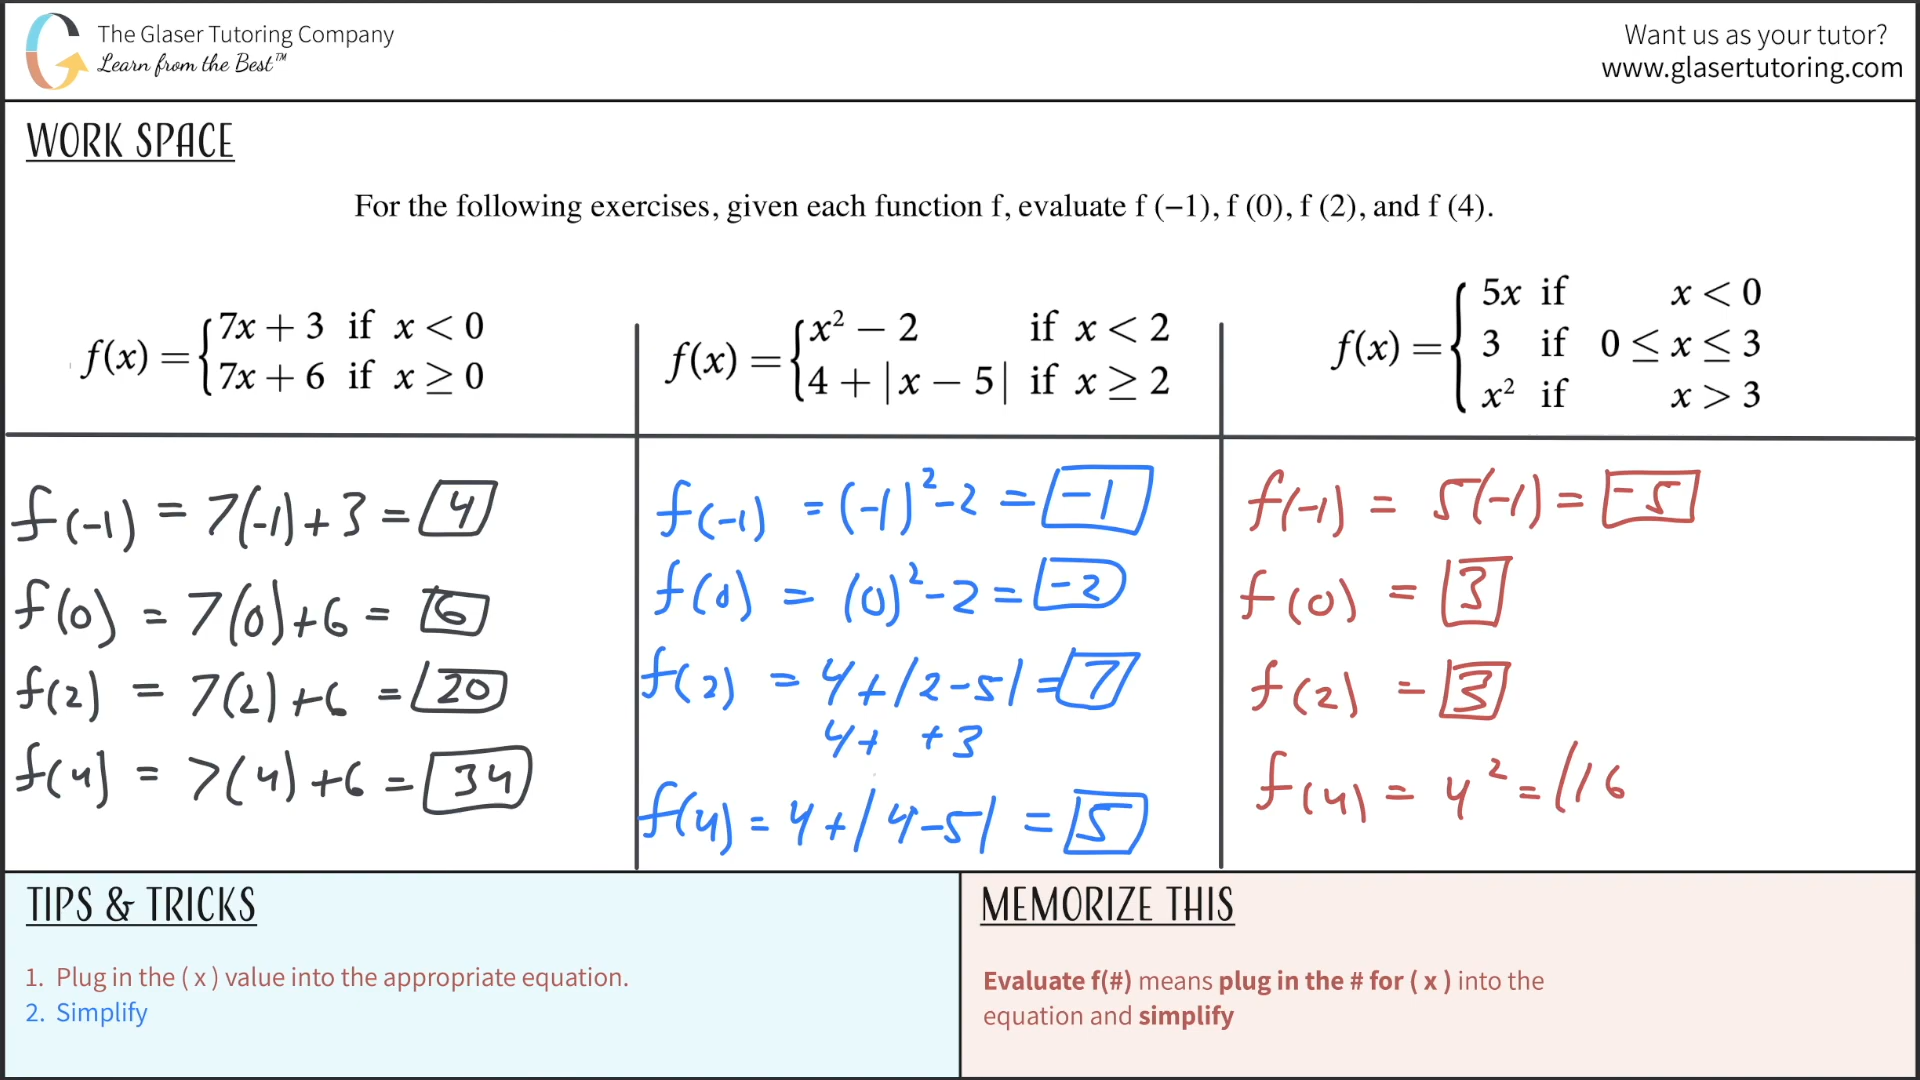 The Glaser Tutoring Company
Learn from the Best™
Want us as your tutor?
www.glasertutoring.com
WORK SPACE
For the following exercises, given each function f, evaluate f (−1), f (0), f (2), and f (4).
f(x) = { 7x + 3 if x < 0
7x + 6 if x ≥ 0
f(x) = { x² − 2 if x < 2
4 + |x − 5| if x ≥ 2
f(x) = { 5x if x < 0
3 if 0 ≤ x ≤ 3
x² if x > 3
f(-1) = 7(-1)+3 = 4
f(0) = 7(0)+6 = 6
f(2) = 7(2)+6 = 20
f(4) = 7(4)+6 = 34
f(-1) = (-1)²-2 = -1
f(0) = (0)²-2 = -2
f(2) = 4+|2-5| = 7
4+ +3
f(4) = 4+|4-5| = 5
f(-1) = 5(-1) = -5
f(0) = 3
f(2) = 3
f(4) = 4² = 16
TIPS & TRICKS
1. Plug in the ( x ) value into the appropriate equation.
2. Simplify
MEMORIZE THIS
Evaluate f(#) means plug in the # for ( x ) into the
equation and simplify